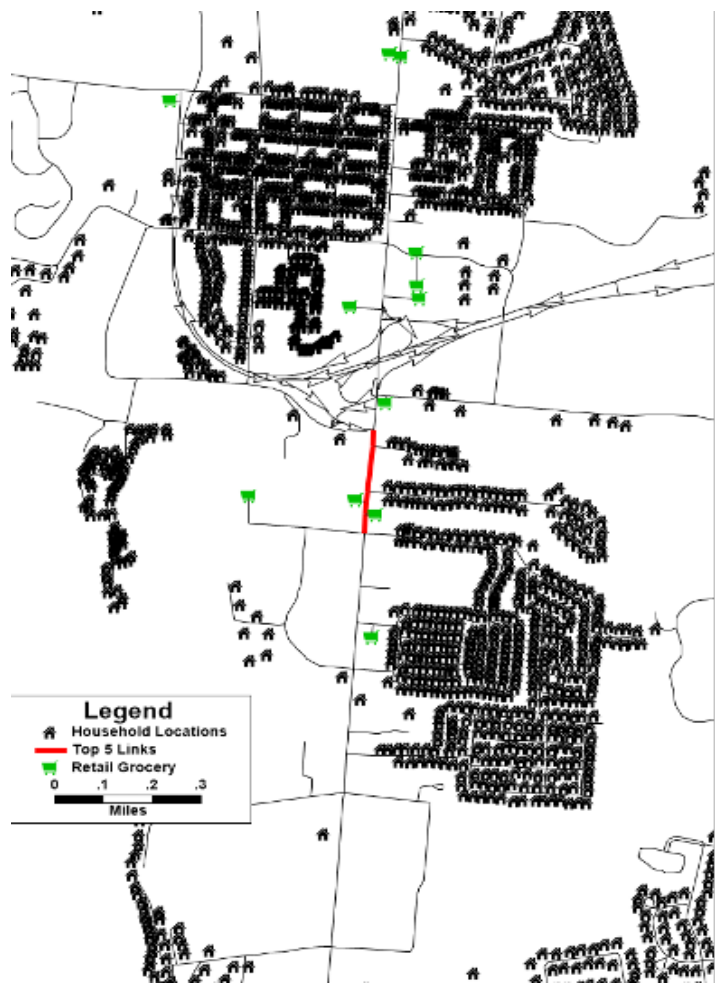 Legend
Household Locations
Top 5 Links
Retail Grocery
0 .1 .2 .3
Miles